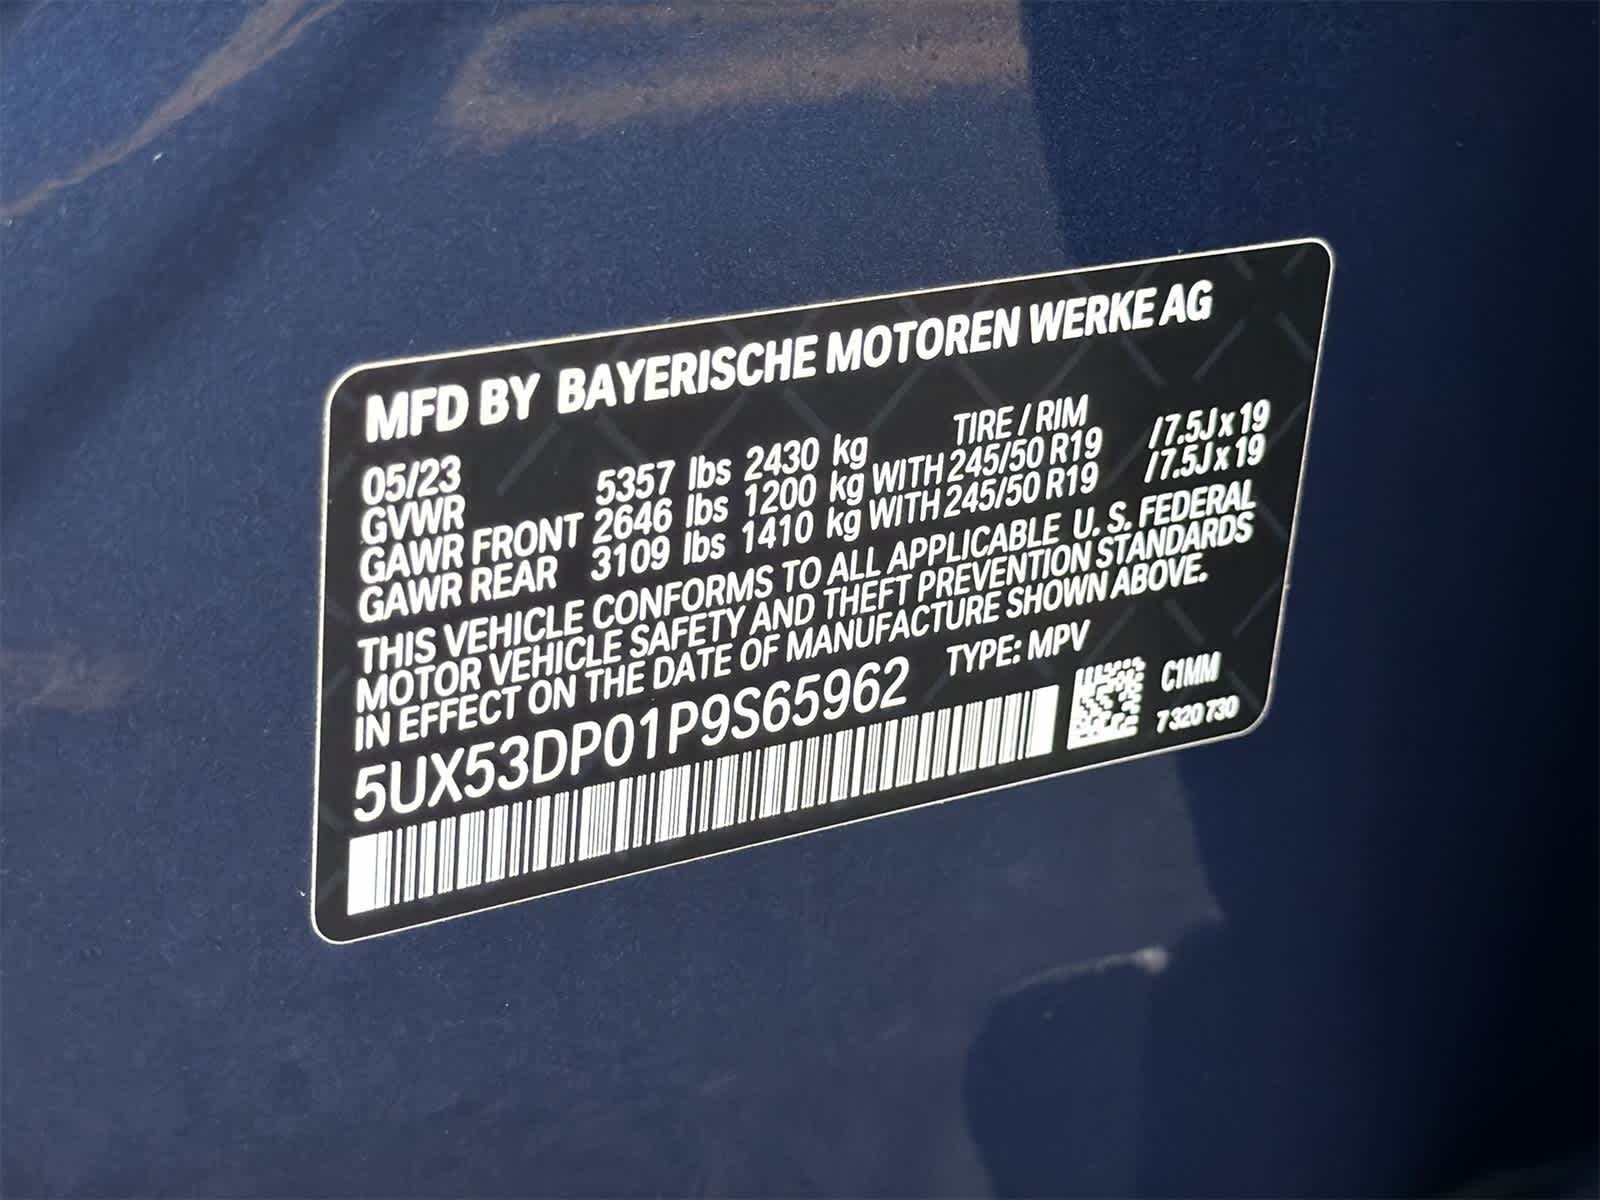 MFD BY BAYERISCHE MOTOREN WERKE AG
05/23 TIRE / RIM
GVWR 5357 lbs 2430 kg
GAWR FRONT 2646 lbs 1200 kg WITH 245/50 R19 /7.5J x 19
GAWR REAR 3109 lbs 1410 kg WITH 245/50 R19 /7.5J x 19
THIS VEHICLE CONFORMS TO ALL APPLICABLE U. S. FEDERAL
MOTOR VEHICLE SAFETY AND THEFT PREVENTION STANDARDS
IN EFFECT ON THE DATE OF MANUFACTURE SHOWN ABOVE.
5UX53DP01P9S65962 TYPE: MPV
C1MM
7 320 730